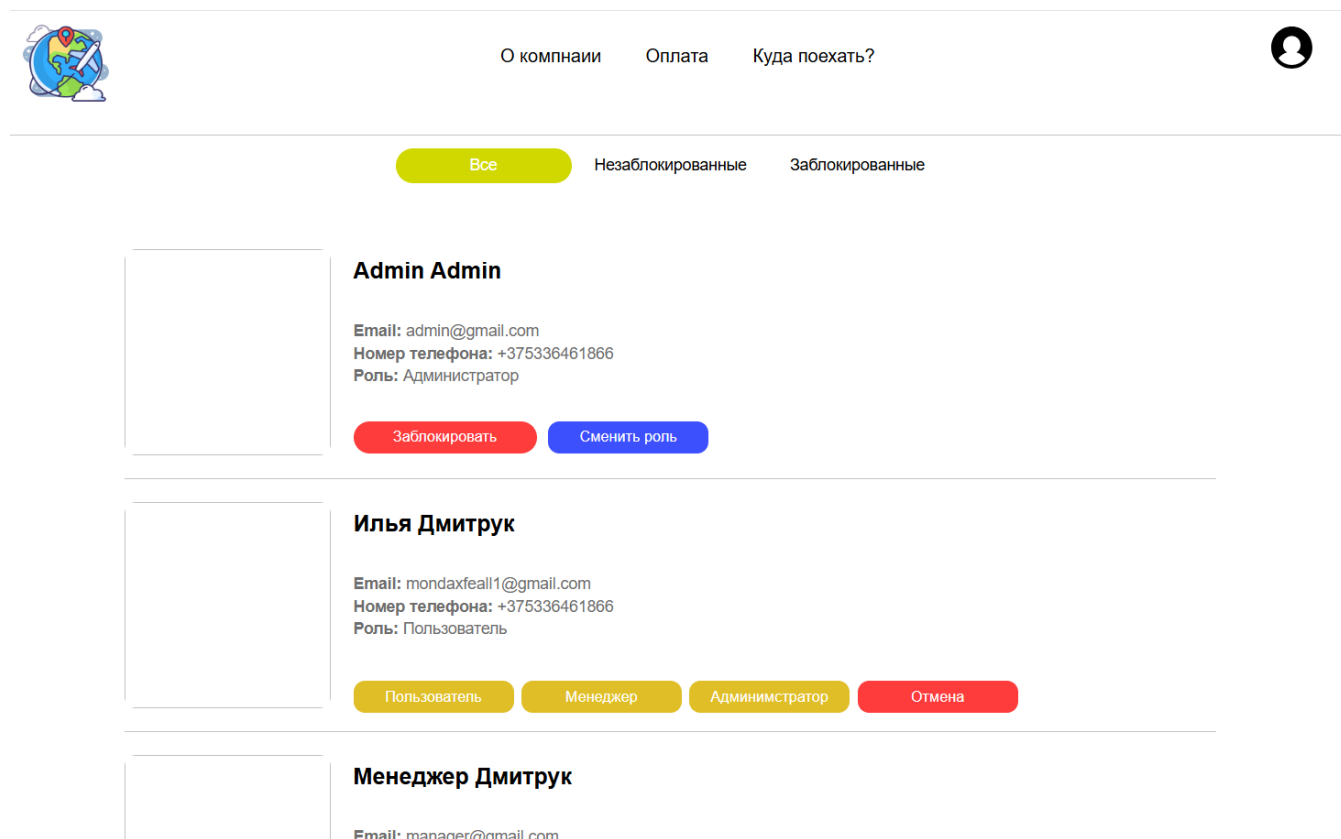 О компнаии Оплата Куда поехать?
Все Незаблокированные Заблокированные
Admin Admin
Email: admin@gmail.com
Номер телефона: +375336461866
Роль: Администратор
Заблокировать Сменить роль
Илья Дмитрук
Email: mondaxfeall1@gmail.com
Номер телефона: +375336461866
Роль: Пользователь
Пользователь Менеджер Админимстратор Отмена
Менеджер Дмитрук
Email: manager@gmail.com